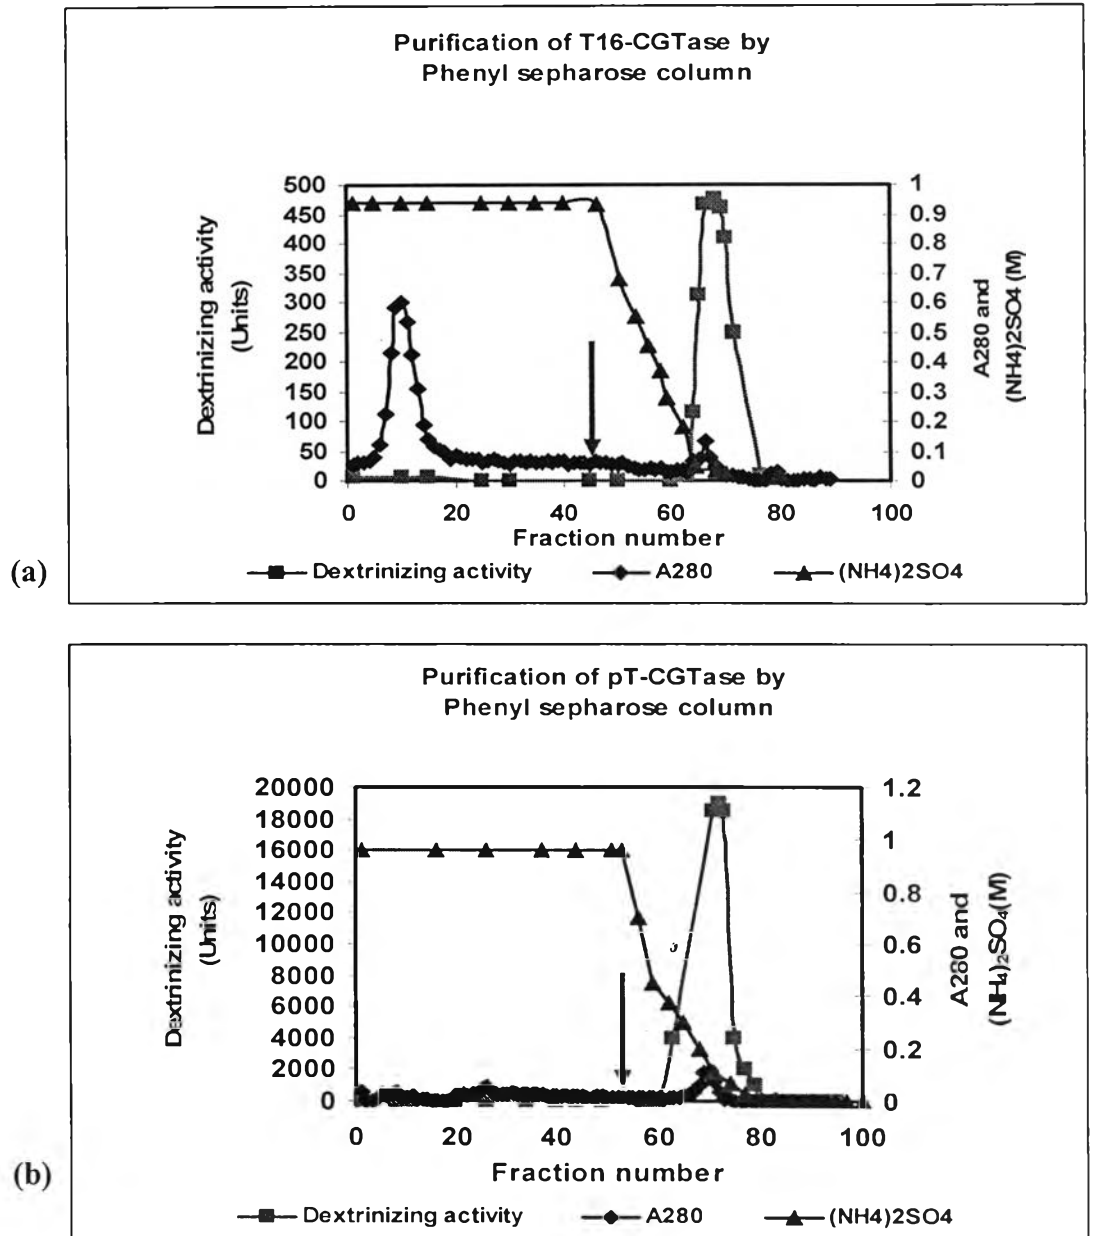 Purification of T16-CGTase by
Phenyl sepharose column
Dextrinizing activity
(Units)
500
450
400
350
300
250
200
150
100
50
0
1
0.9
0.8
0.7
0.6
0.5
0.4
0.3
0.2
0.1
0
A280 and
(NH4)2SO4 (M)
0 20 40 60 80 100
Fraction number
Dextrinizing activity A280 (NH4)2SO4
(a)
Purification of pT-CGTase by
Phenyl sepharose column
Dextrinizing activity
(Units)
20000
18000
16000
14000
12000
10000
8000
6000
4000
2000
0
1.2
1
0.8
0.6
0.4
0.2
0
A280 and
(NH₄)₂SO₄(M)
0 20 40 60 80 100
Fraction number
Dextrinizing activity A280 (NH4)2SO4
(b)